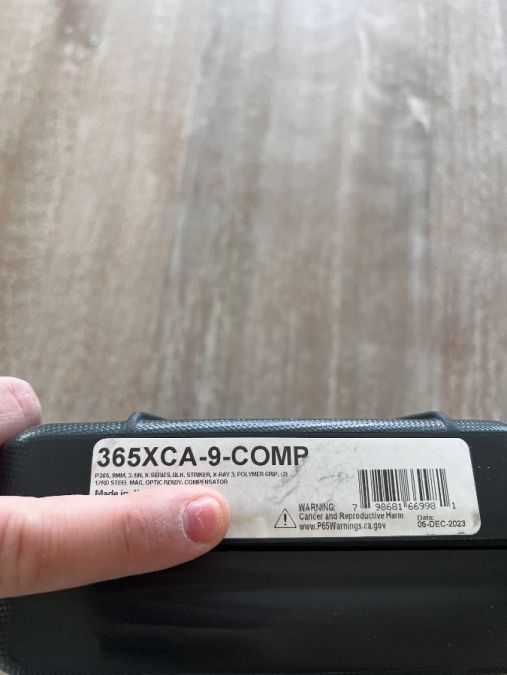 365XCA-9-COMP
P365, 9MM, 3.1IN, X-SERIES, BLK, STRIKER, X-RAY 3, POLYMER GRIP, (2)
17RD STEEL MAG, OPTIC READY, COMPENSATOR
Made in
WARNING:
Cancer and Reproductive Harm
www.P65Warnings.ca.gov
7 98681 66998 1
Date:
06-DEC-2023